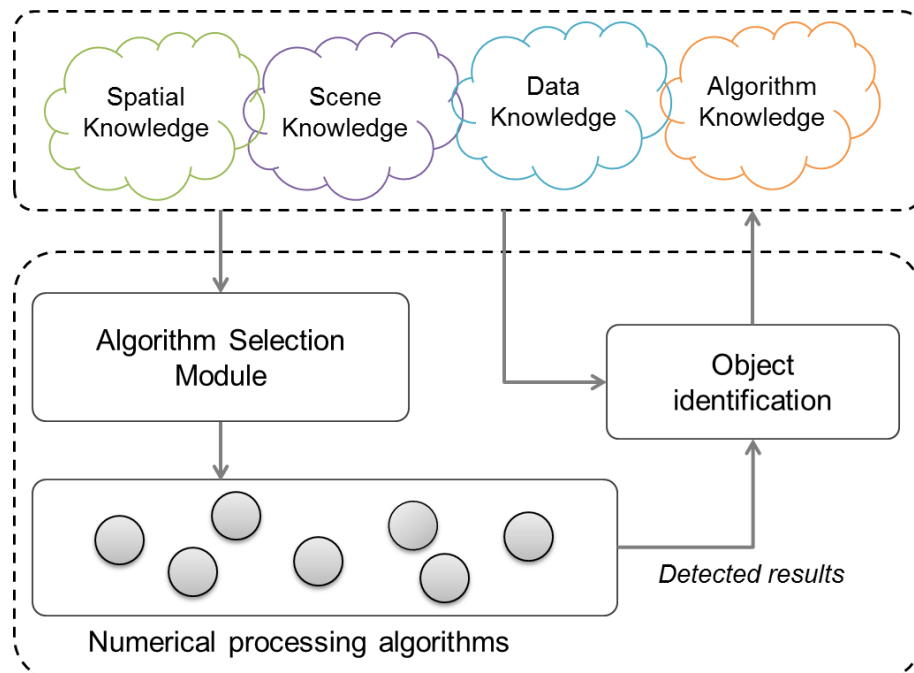 Spatial
Knowledge
Scene
Knowledge
Data
Knowledge
Algorithm
Knowledge
Algorithm Selection
Module
Object
identification
Detected results
Numerical processing algorithms